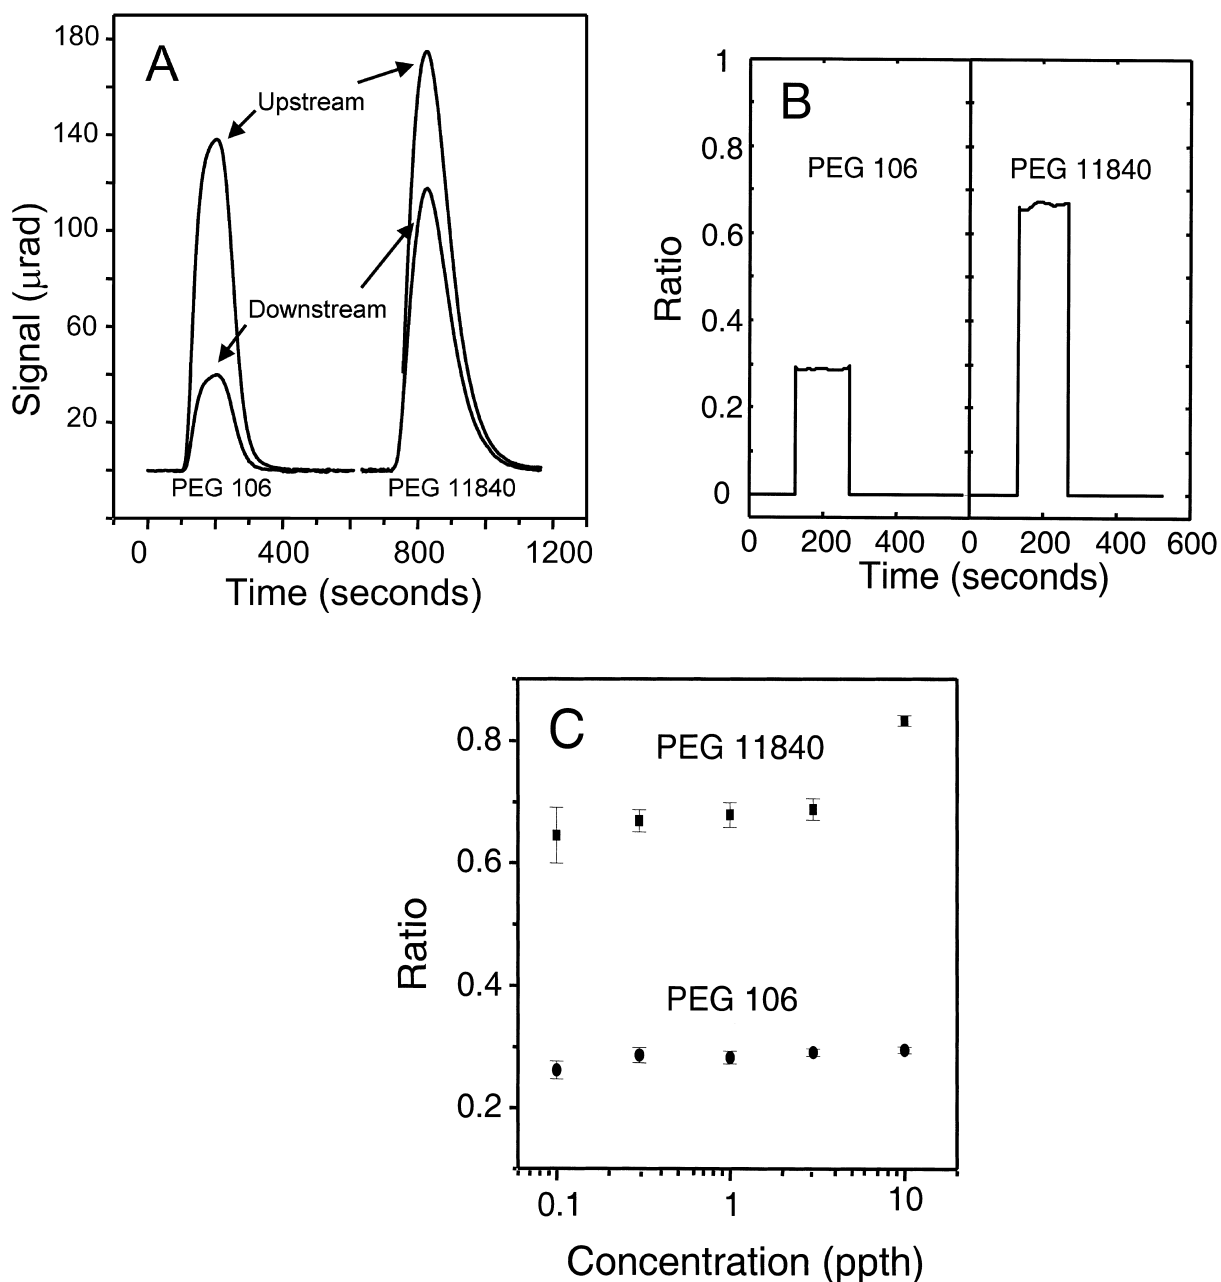 A
180
140
100
60
20
Signal (μrad)
Upstream
Downstream
PEG 106
PEG 11840
0 400 800 1200
Time (seconds)
B
1
0.8
0.6
0.4
0.2
0
Ratio
PEG 106
PEG 11840
0 200 400 0 200 400 600
Time (seconds)
C
0.8
0.6
0.4
0.2
Ratio
PEG 11840
PEG 106
0.1 1 10
Concentration (ppth)